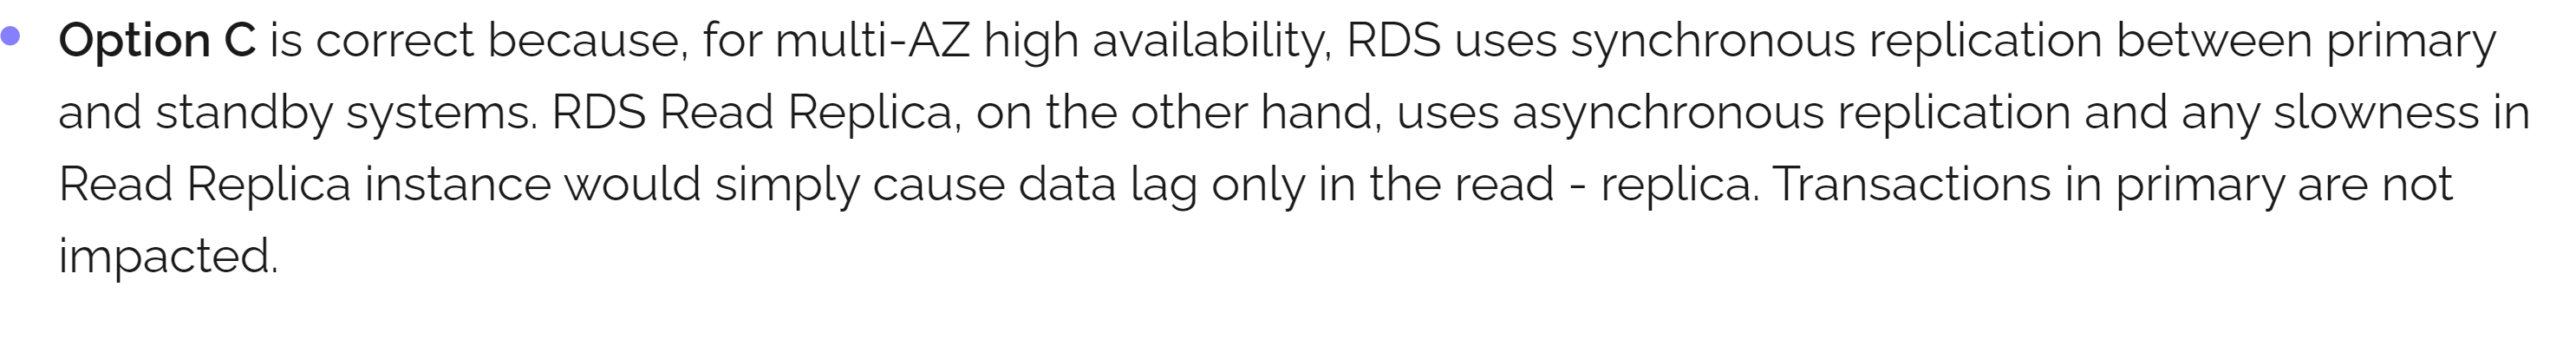 Option C is correct because, for multi-AZ high availability, RDS uses synchronous replication between primary
and standby systems. RDS Read Replica, on the other hand, uses asynchronous replication and any slowness in
Read Replica instance would simply cause data lag only in the read - replica. Transactions in primary are not
impacted.